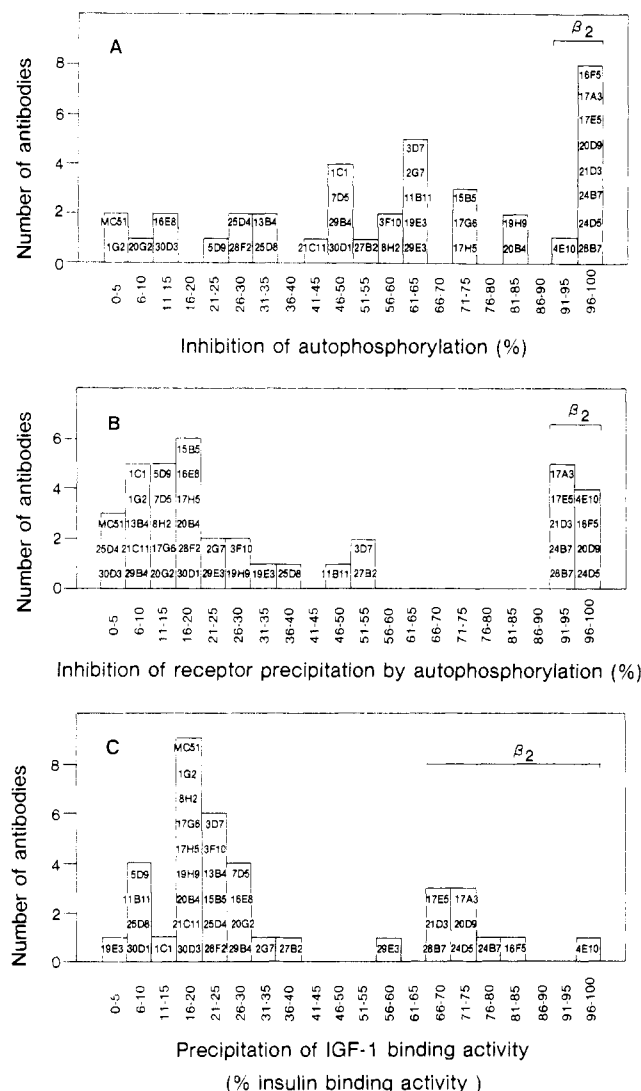 A
β2
Number of antibodies
8
6
4
2
0
16F5
17A3
17E5
3D7 20D9
1C1 2G7 21D3
7D5 11B11 15B5 24B7
MC51 16E8 25D4 13B4 29B4 3F10 19E3 17G6 19H9 24D5
1G2 20G2 30D3 5D9 28F2 25D8 21C11 30D1 27B2 8H2 29E3 17H5 20B4 4E10 28B7
0-5 6-10 11-15 16-20 21-25 26-30 31-35 36-40 41-45 46-50 51-55 56-60 61-65 66-70 71-75 76-80 81-85 86-90 91-95 96-100
Inhibition of autophosphorylation (%)
B
β2
Number of antibodies
6
4
2
0
15B5
1C1 5D9 16E8 17A3
1G2 7D5 17H5 17E5 4E10
MC51 13B4 8H2 20B4 21D3 16F5
25D4 21C11 17G6 28F2 2G7 3F10 3D7 24B7 20D9
30D3 29B4 20G2 30D1 29E3 19H9 19E3 25D8 11B11 27B2 28B7 24D5
0-5 6-10 11-15 16-20 21-25 26-30 31-35 36-40 41-45 46-50 51-55 56-60 61-65 66-70 71-75 76-80 81-85 86-90 91-95 96-100
Inhibition of receptor precipitation by autophosphorylation (%)
C
β2
Number of antibodies
8
6
4
2
0
MC51
1G2
8H2
17G6 3D7
17H5 3F10
5D9 19H9 13B4 7D5
11B11 20B4 15B5 16E8 17E5 17A3
25D8 21C11 25D4 20G2 21D3 20D9
19E3 30D1 1C1 30D3 28F2 29B4 2G7 27B2 29E3 28B7 24D5 24B7 16F5 4E10
0-5 6-10 11-15 16-20 21-25 26-30 31-35 36-40 41-45 46-50 51-55 56-60 61-65 66-70 71-75 76-80 81-85 86-90 91-95 96-100
Precipitation of IGF-1 binding activity
(% insulin binding activity )